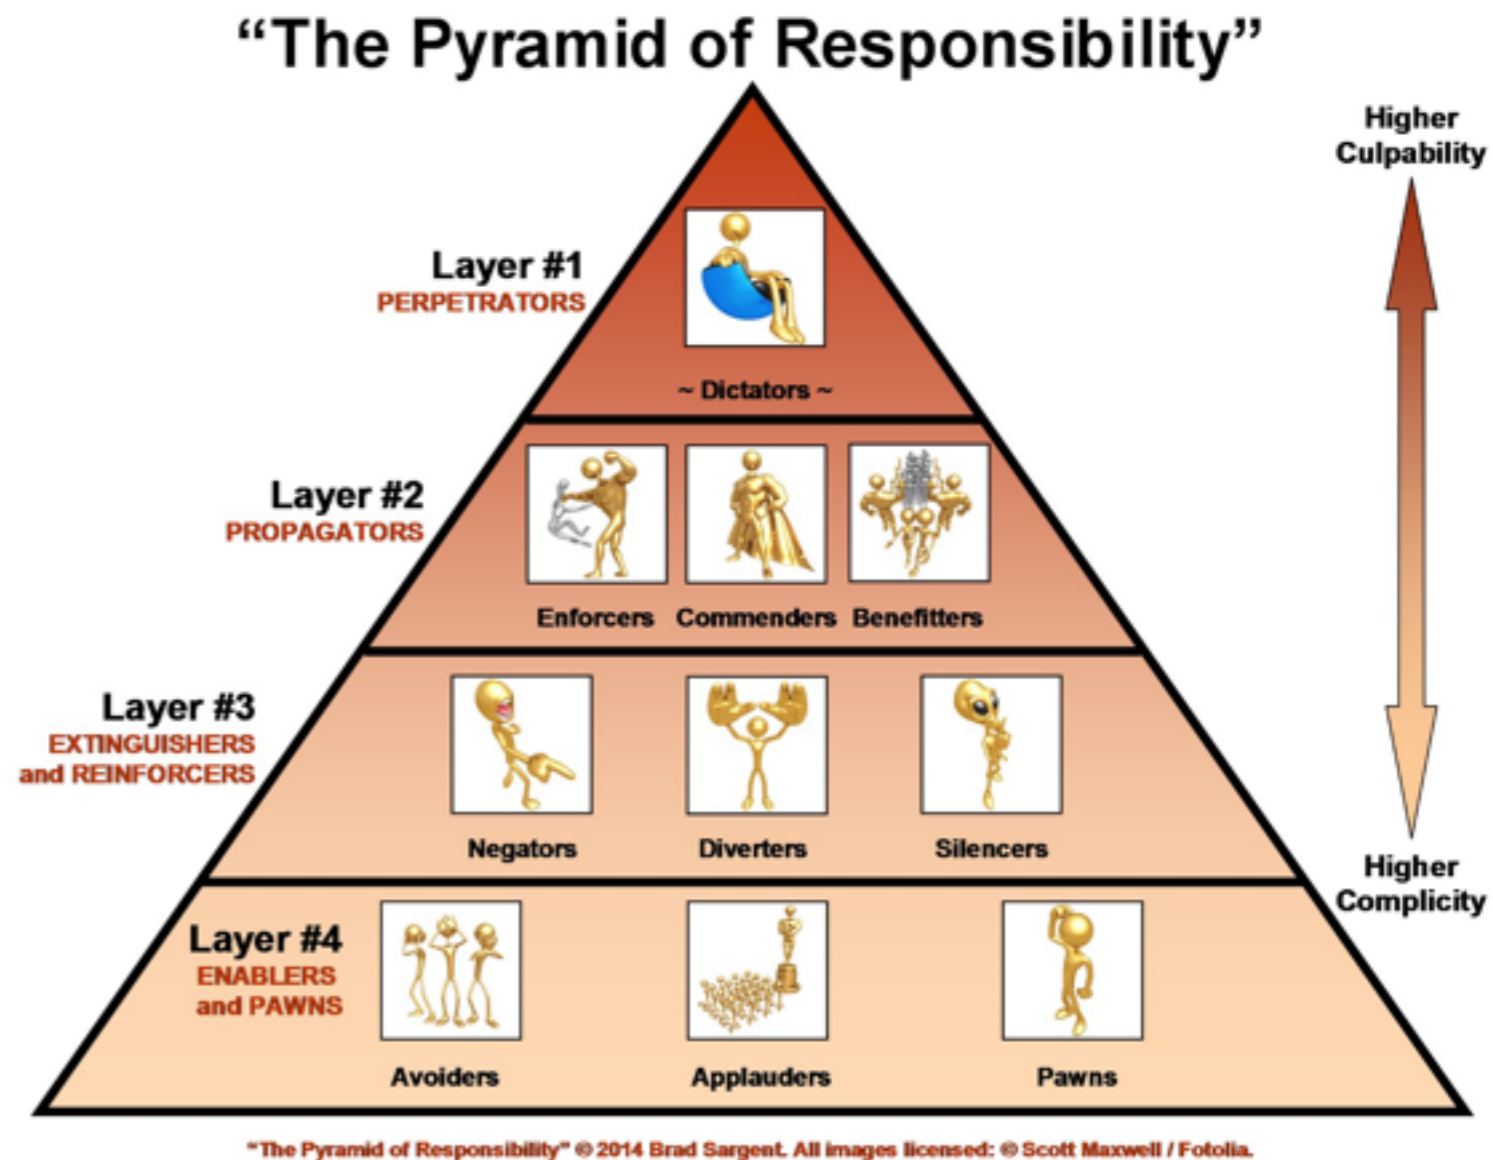 “The Pyramid of Responsibility”
Higher
Culpability
Layer #1
PERPETRATORS
~ Dictators ~
Layer #2
PROPAGATORS
Enforcers Commenders Benefitters
Layer #3
EXTINGUISHERS
and REINFORCERS
Negators Diverters Silencers
Higher
Complicity
Layer #4
ENABLERS
and PAWNS
Avoiders Applauders Pawns
“The Pyramid of Responsibility” © 2014 Brad Sargent. All images licensed: © Scott Maxwell / Fotolia.